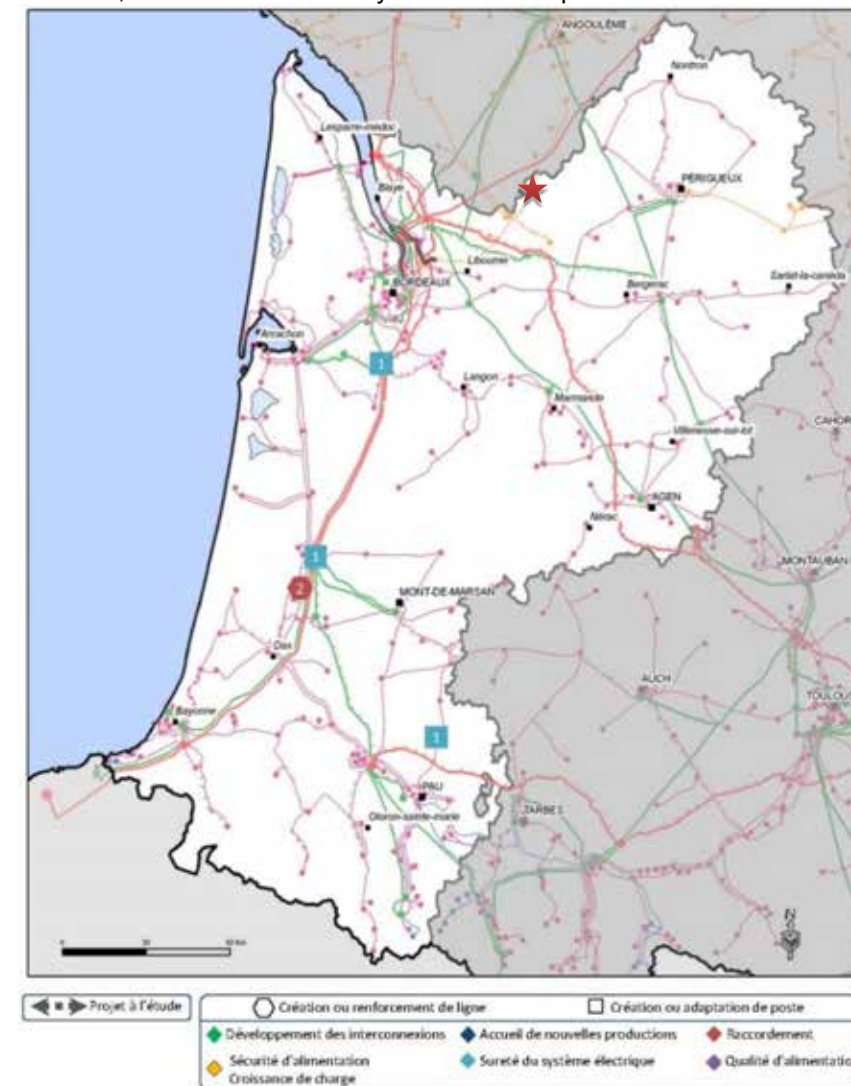 ANGOULÊME
Nontron
Lesparre-médoc
PÉRIGUEUX
Blaye
Libourne
BORDEAUX
Bergerac
Sarlat-la-canéda
Arcachon
1
Langon
Marmande
Villeneuve-sur-lot
CAHOR
AGEN
Nérac
1
MONTAUBAN
2
MONT-DE-MARSAN
Dax
AUCH
TOULOUS
Bayonne
1
PAU
TARBES
Oloron-sainte-marie
N
0
Projet à l'étude
Création ou renforcement de ligne
Création ou adaptation de poste
Développement des interconnexions
Accueil de nouvelles productions
Raccordement
Sécurité d'alimentation
Croissance de charge
Sureté du système électrique
Qualité d'alimentatio